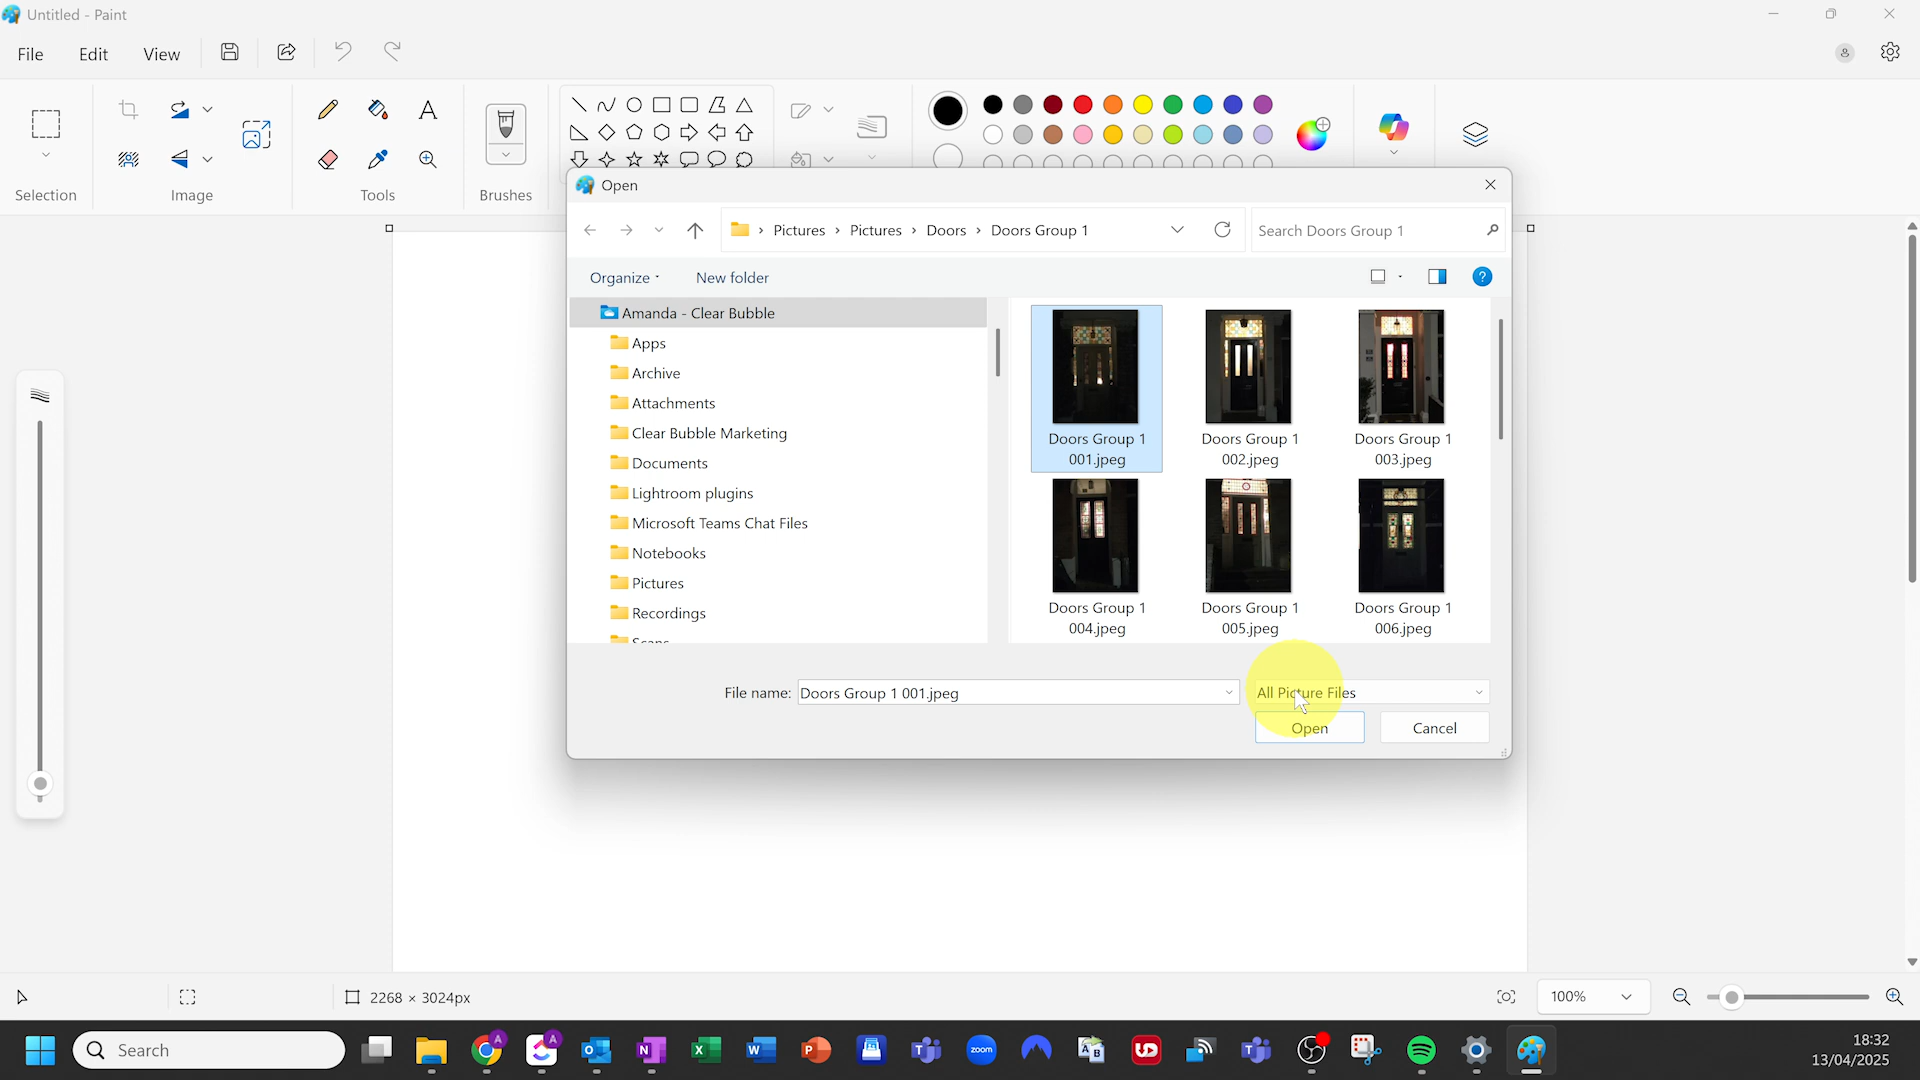 Untitled - Paint
File Edit View
Selection Image Tools Brushes
Open
Pictures › Pictures › Doors › Doors Group 1
Search Doors Group 1
Organize New folder
Amanda - Clear Bubble
Apps
Archive
Attachments
Clear Bubble Marketing
Documents
Lightroom plugins
Microsoft Teams Chat Files
Notebooks
Pictures
Recordings
Scans
Doors Group 1
001.jpeg
Doors Group 1
002.jpeg
Doors Group 1
003.jpeg
Doors Group 1
004.jpeg
Doors Group 1
005.jpeg
Doors Group 1
006.jpeg
File name: Doors Group 1 001.jpeg
All Picture Files
Open Cancel
2268 × 3024px
100%
Search
zoom
18:32
13/04/2025